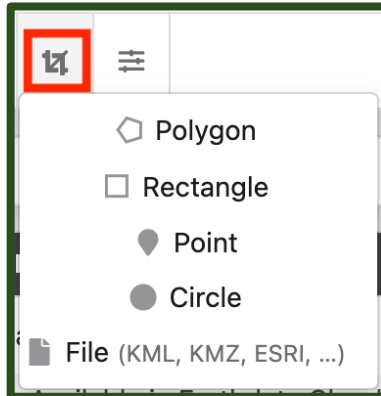 Polygon
Rectangle
Point
Circle
File (KML, KMZ, ESRI, ...)